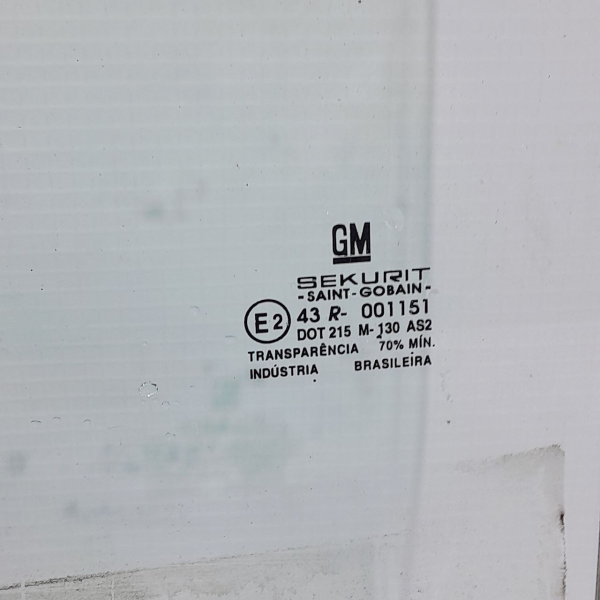 GM
SEKURIT
-SAINT-GOBAIN-
E2 43 R- 001151
DOT 215 M-130 AS2
TRANSPARÊNCIA 70% MÍN.
INDÚSTRIA BRASILEIRA